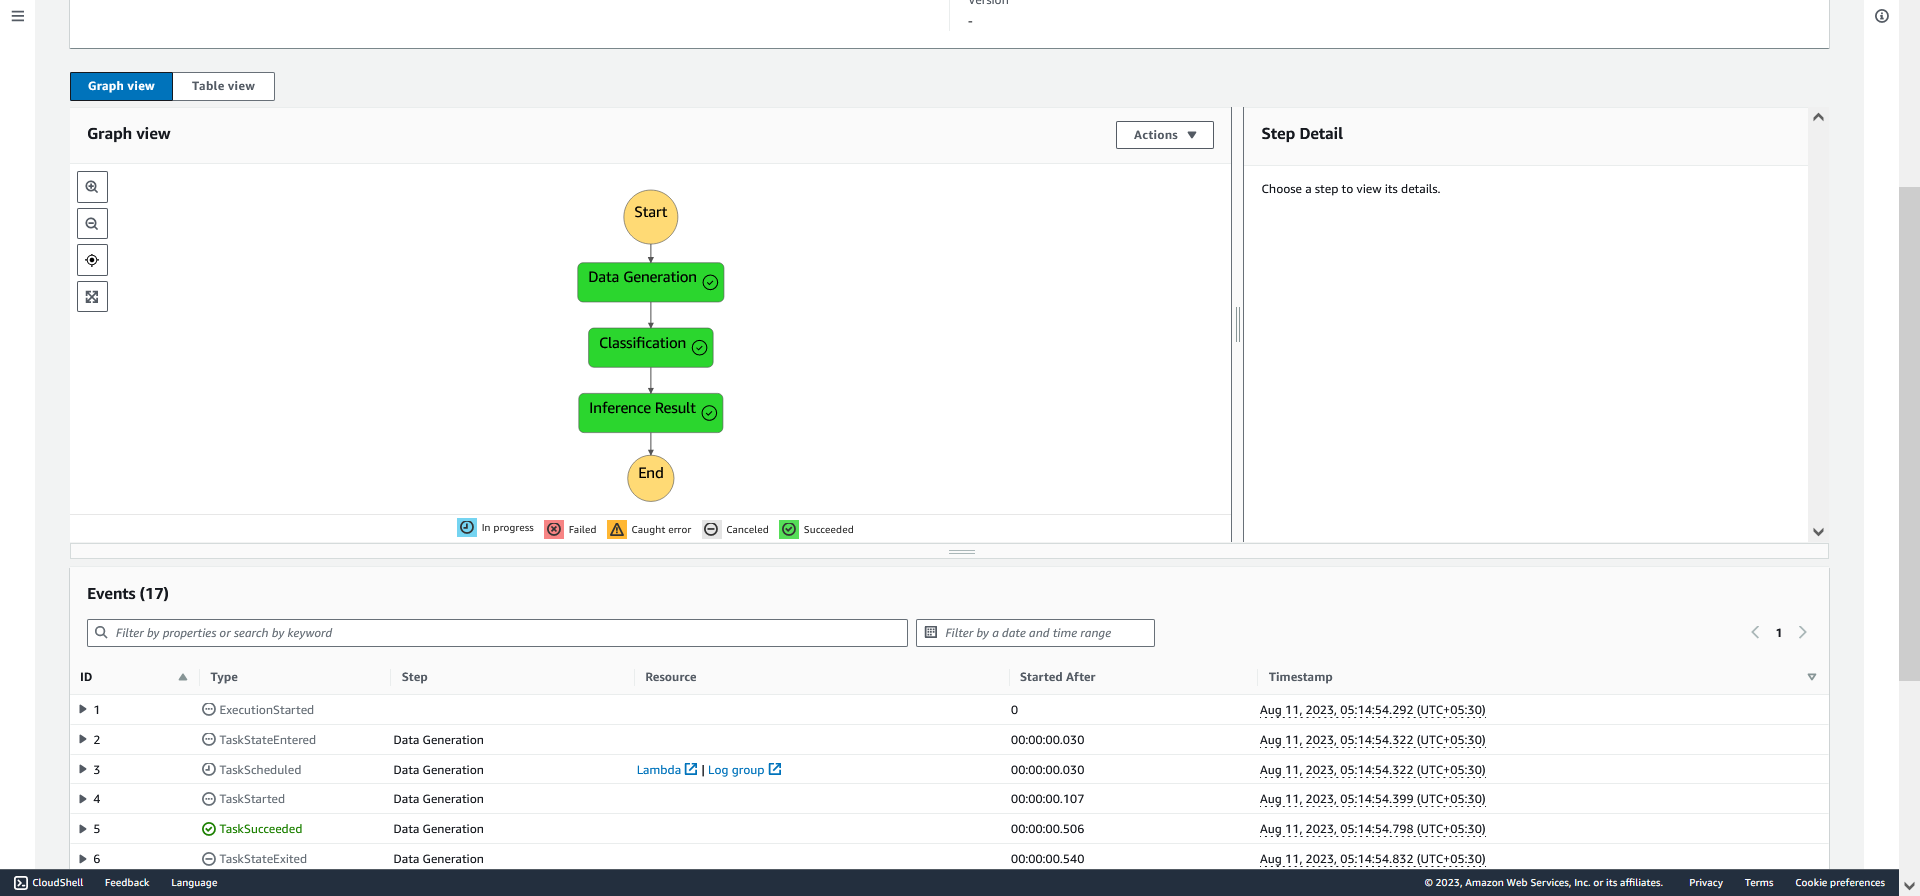 Version
-
Graph view Table view
Graph view
Actions
Step Detail
Choose a step to view its details.
Start
Data Generation
Classification
Inference Result
End
In progress Failed Caught error Canceled Succeeded
Events (17)
Filter by properties or search by keyword
Filter by a date and time range
1
ID Type Step Resource Started After Timestamp
1 ExecutionStarted 0 Aug 11, 2023, 05:14:54.292 (UTC+05:30)
2 TaskStateEntered Data Generation 00:00:00.030 Aug 11, 2023, 05:14:54.322 (UTC+05:30)
3 TaskScheduled Data Generation Lambda | Log group 00:00:00.030 Aug 11, 2023, 05:14:54.322 (UTC+05:30)
4 TaskStarted Data Generation 00:00:00.107 Aug 11, 2023, 05:14:54.399 (UTC+05:30)
5 TaskSucceeded Data Generation 00:00:00.506 Aug 11, 2023, 05:14:54.798 (UTC+05:30)
6 TaskStateExited Data Generation 00:00:00.540 Aug 11, 2023, 05:14:54.832 (UTC+05:30)
CloudShell Feedback Language © 2023, Amazon Web Services, Inc. or its affiliates. Privacy Terms Cookie preferences